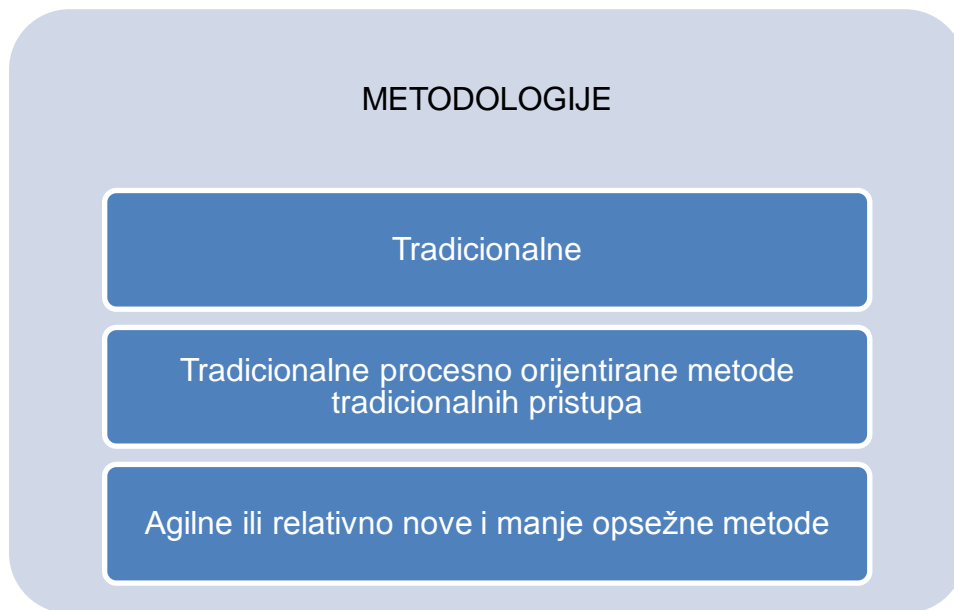 METODOLOGIJE
Tradicionalne
Tradicionalne procesno orijentirane metode
tradicionalnih pristupa
Agilne ili relativno nove i manje opsežne metode